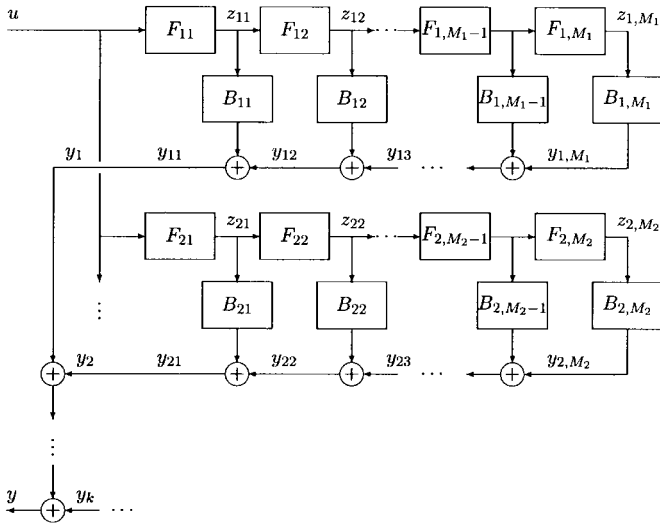 u F₁₁ z₁₁ F₁₂ z₁₂ ⋯ F₁,M₁−1 F₁,M₁ z₁,M₁
B₁₁ B₁₂ B₁,M₁−1 B₁,M₁
y₁ y₁₁ + y₁₂ + y₁₃ ⋯ + y₁,M₁
F₂₁ z₂₁ F₂₂ z₂₂ ⋯ F₂,M₂−1 F₂,M₂ z₂,M₂
⋮ B₂₁ B₂₂ B₂,M₂−1 B₂,M₂
+ y₂ y₂₁ + y₂₂ + y₂₃ ⋯ + y₂,M₂
⋮
y + yₖ ⋯